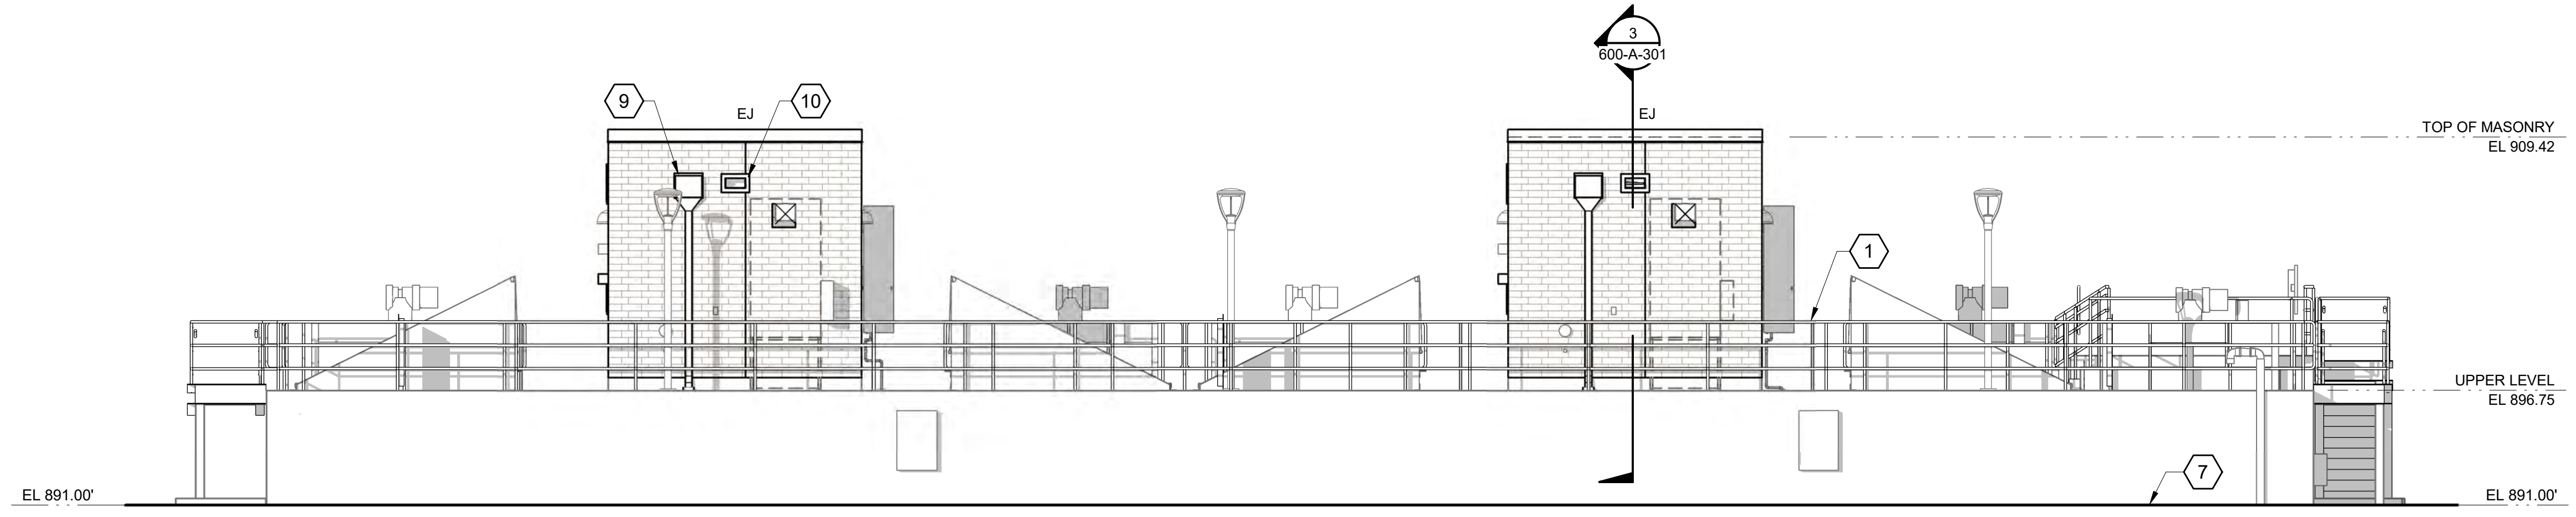 3
600-A-301
9
EJ
10
EJ
TOP OF MASONRY
EL 909.42
1
UPPER LEVEL
EL 896.75
7
EL 891.00'
EL 891.00'